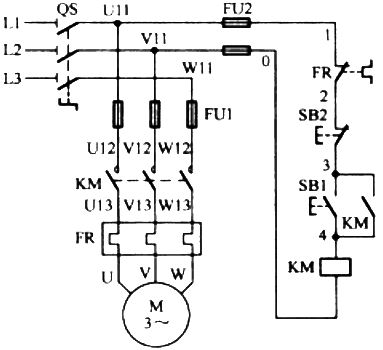 L1 QS U11 FU2 1
L2 V11 0
L3 W11 FR
2
FU1 SB2
U12 V12 W12 3
KM SB1
U13 V13 W13 KM
FR 4
U V W KM
M
3～